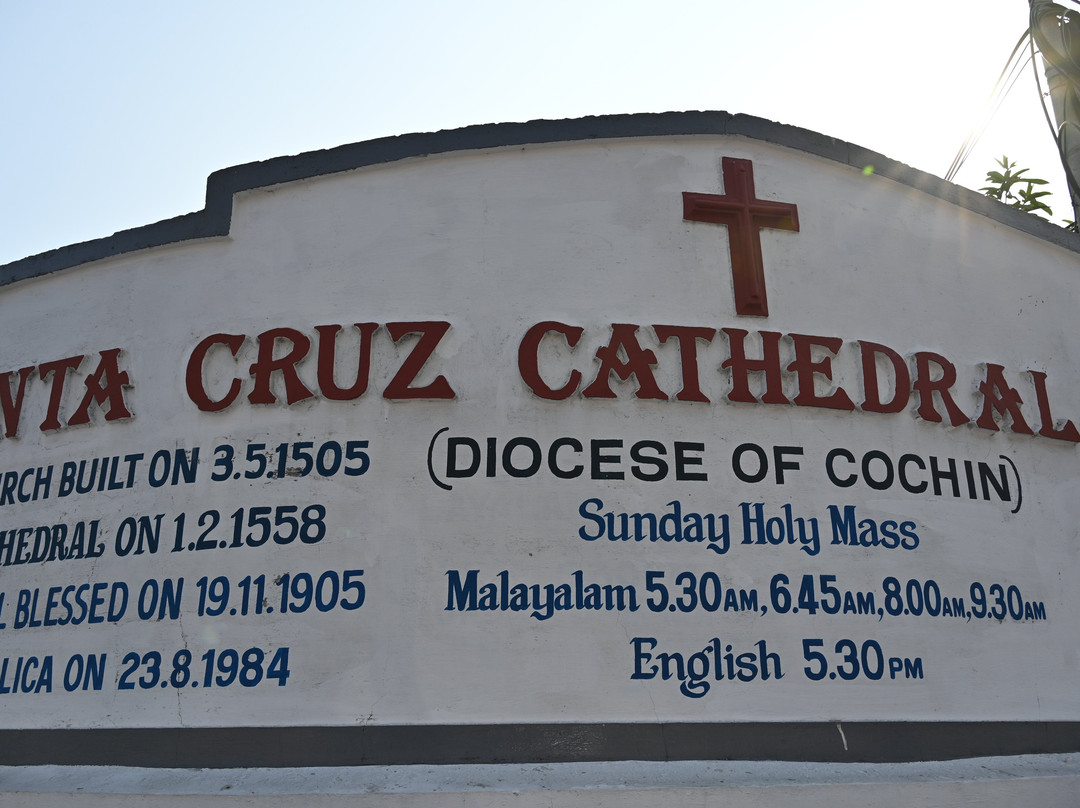 NTA CRUZ CATHEDRAL
RCH BUILT ON 3.5.1505
HEDRAL ON 1.2.1558
L BLESSED ON 19.11.1905
LICA ON 23.8.1984
(DIOCESE OF COCHIN)
Sunday Holy Mass
Malayalam 5.30AM, 6.45AM, 8.00AM, 9.30AM
English 5.30PM